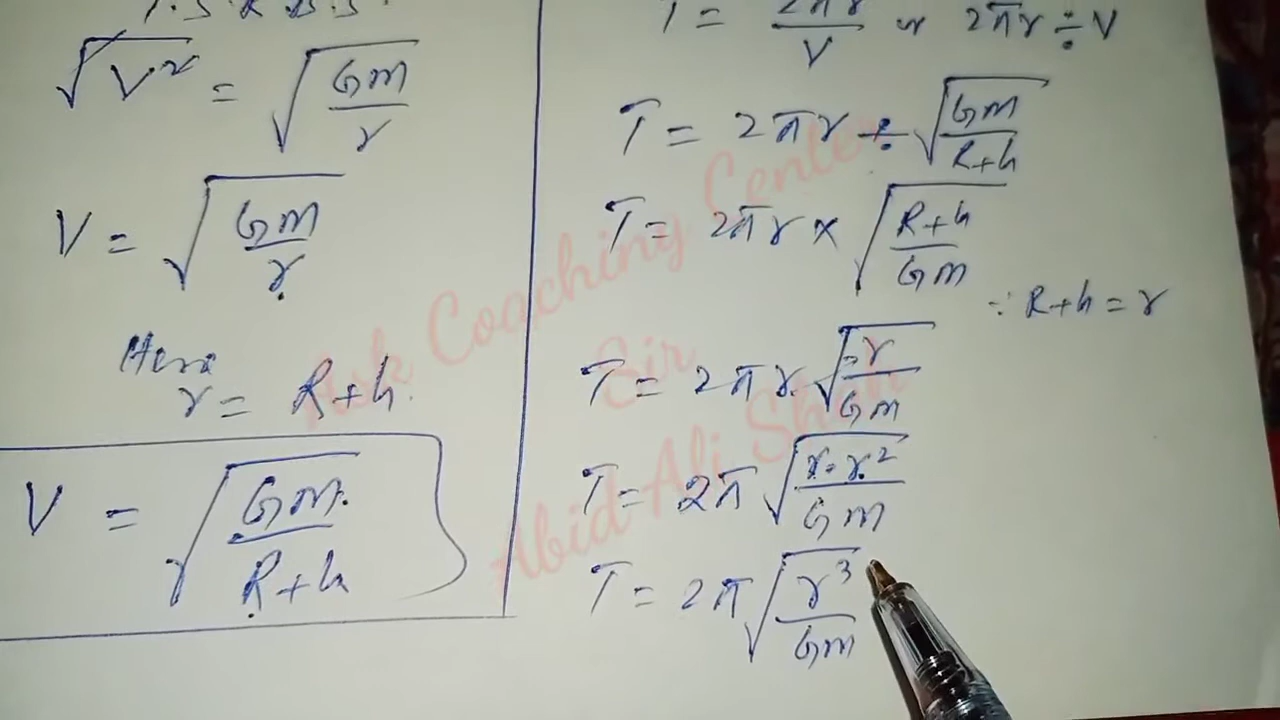 T.S.R B.S
√V² = √(GM/r)
V = √(GM/r)
Here
r = R+h.
V = √(GM/R+h)
T = 2πr/V or 2πr ÷ V
T = 2πr ÷ √(GM/R+h)
T = 2πr × √(R+h/GM)
∵ R+h = r
T = 2πr √(r/GM)
T = 2π √(r.r²/GM)
T = 2π √(r³/GM)
Ask Coaching Center
Sir
Abid Ali Shah